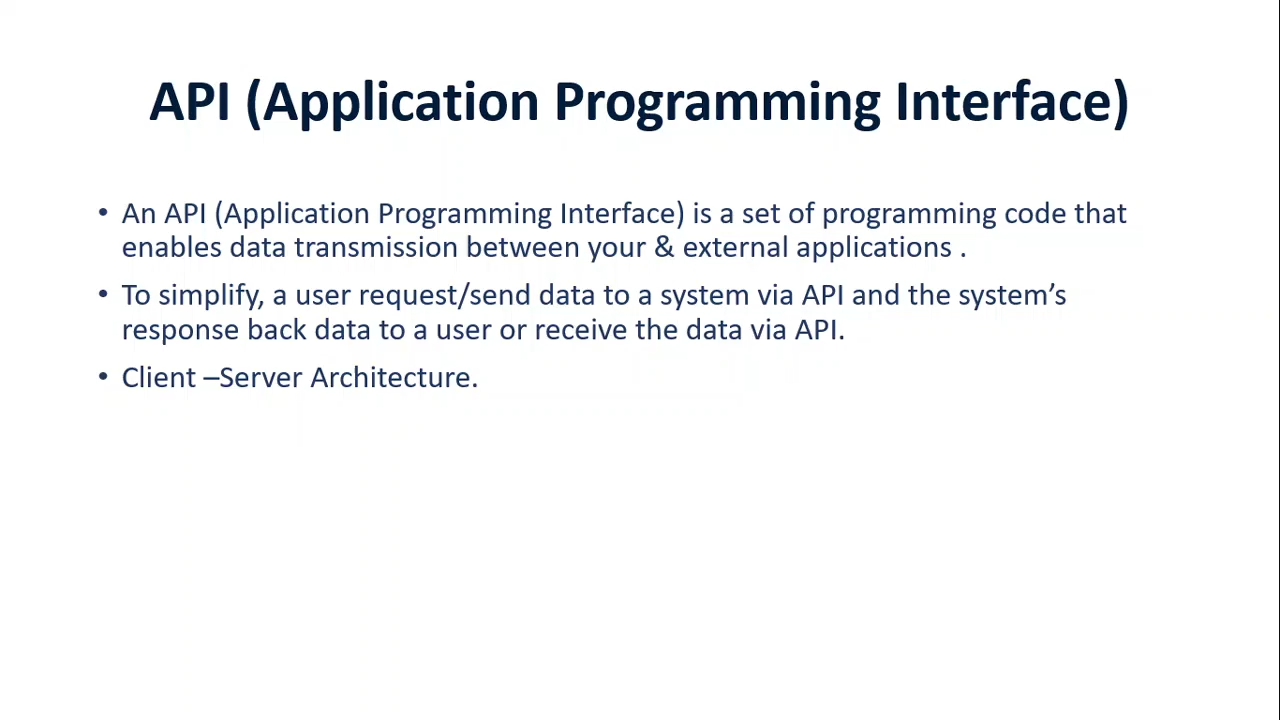 API (Application Programming Interface)
• An API (Application Programming Interface) is a set of programming code that
enables data transmission between your & external applications .
• To simplify, a user request/send data to a system via API and the system’s
response back data to a user or receive the data via API.
• Client –Server Architecture.